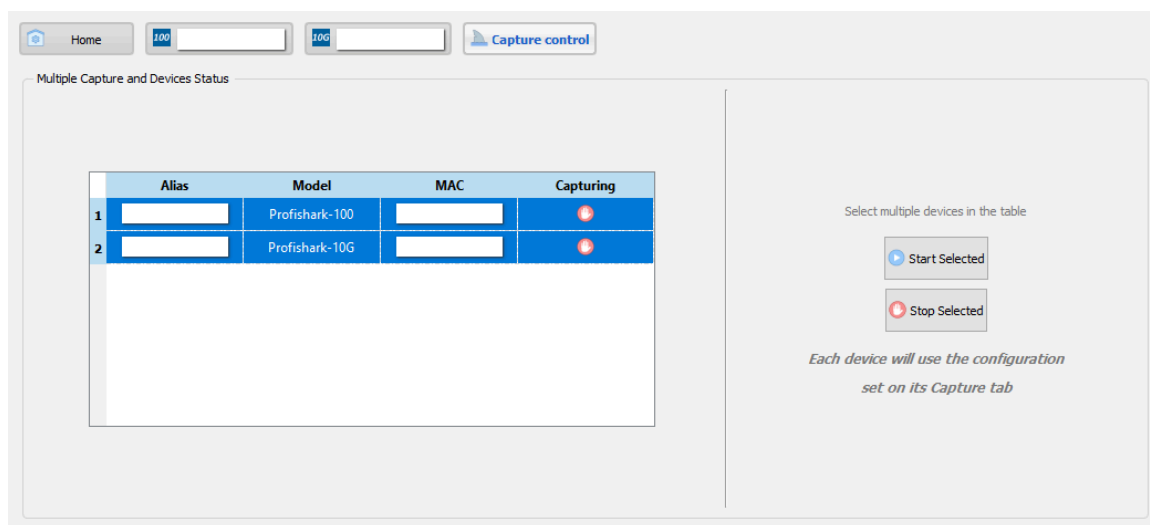 Home
100
10G
Capture control
Multiple Capture and Devices Status
Alias Model MAC Capturing
1 Profishark-100
2 Profishark-10G
Select multiple devices in the table
Start Selected
Stop Selected
Each device will use the configuration
set on its Capture tab